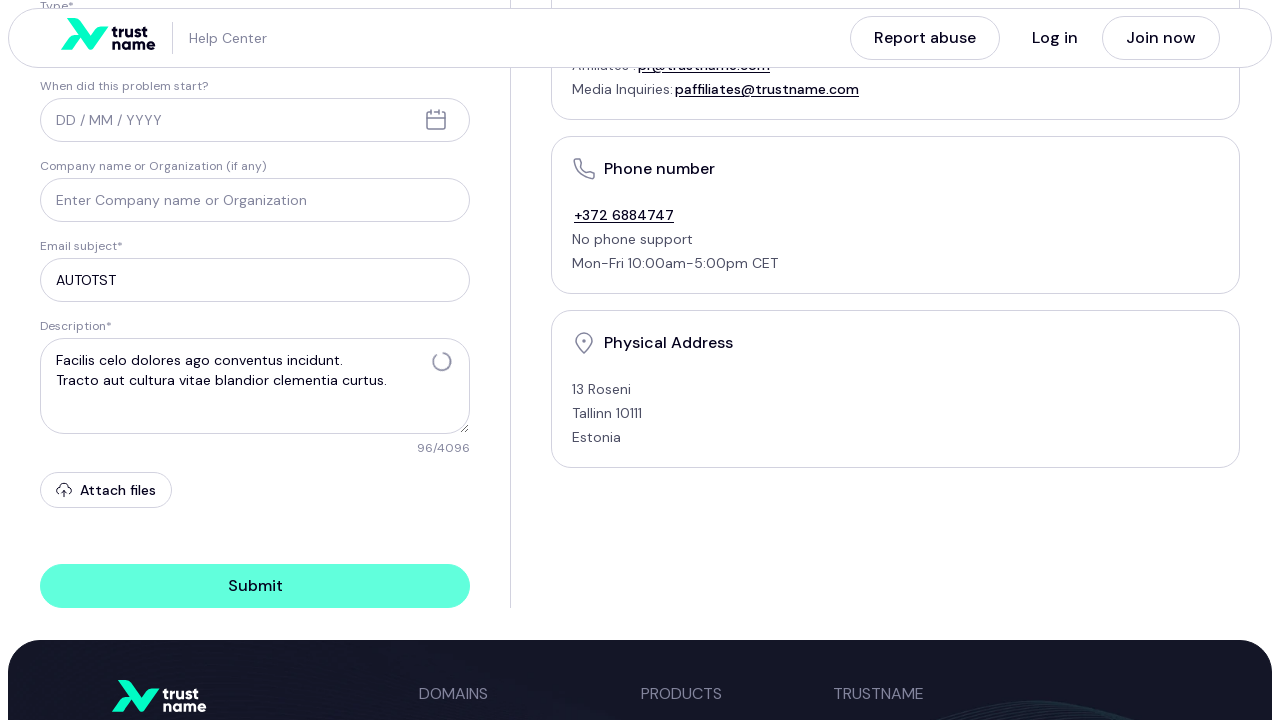 Type*
trust
name
Help Center
Report abuse
Log in
Join now
When did this problem start?
DD / MM / YYYY
Company name or Organization (if any)
Enter Company name or Organization
Email subject*
AUTOTST
Description*
Facilis celo dolores ago conventus incidunt.
Tracto aut cultura vitae blandior clementia curtus.
96/4096
Attach files
Submit
Affiliates : pr@trustname.com
Media Inquiries: paffiliates@trustname.com
Phone number
+372 6884747
No phone support
Mon-Fri 10:00am-5:00pm CET
Physical Address
13 Roseni
Tallinn 10111
Estonia
trust
name
DOMAINS
PRODUCTS
TRUSTNAME